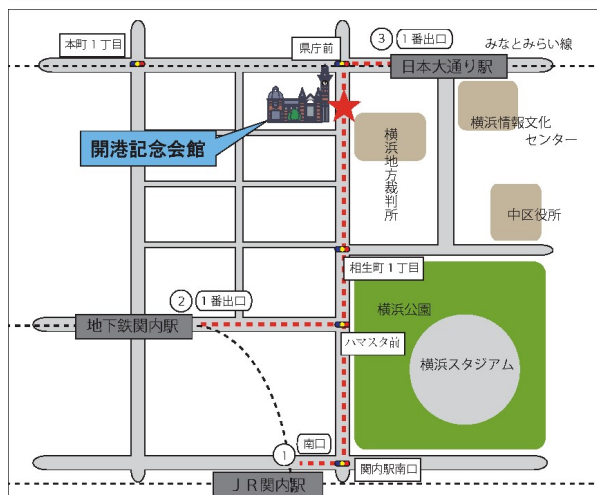 本町1丁目
県庁前
③
1番出口
みなとみらい線
日本大通り駅
開港記念会館
横浜地方裁判所
横浜情報文化
センター
中区役所
相生町1丁目
②
1番出口
地下鉄関内駅
ハマスタ前
横浜公園
横浜スタジアム
①
南口
関内駅南口
JR関内駅